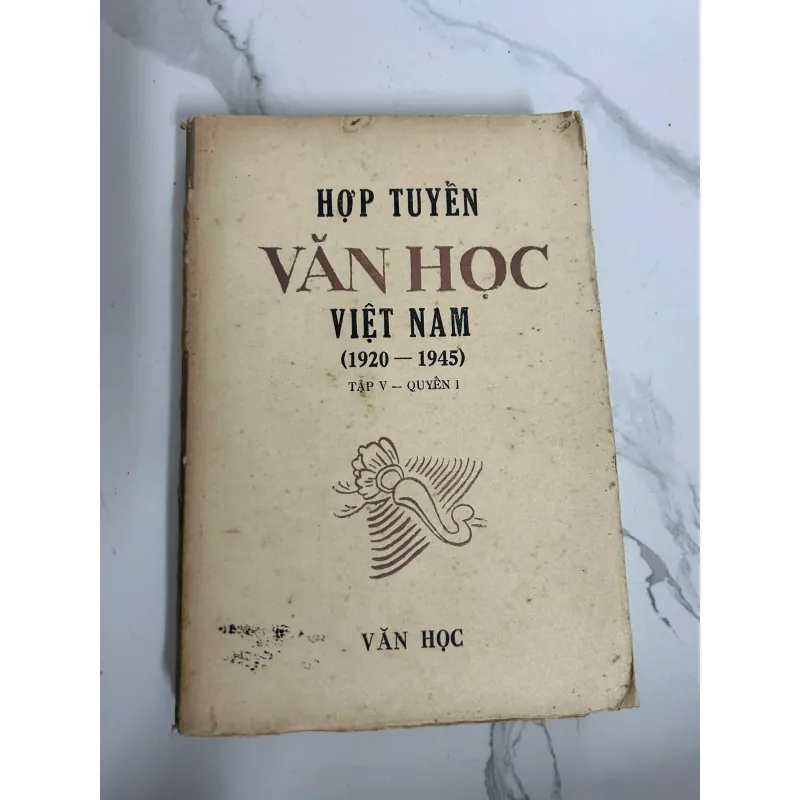 HỢP TUYỂN
VĂN HỌC
VIỆT NAM
(1920 — 1945)
TẬP V — QUYỂN 1
VĂN HỌC